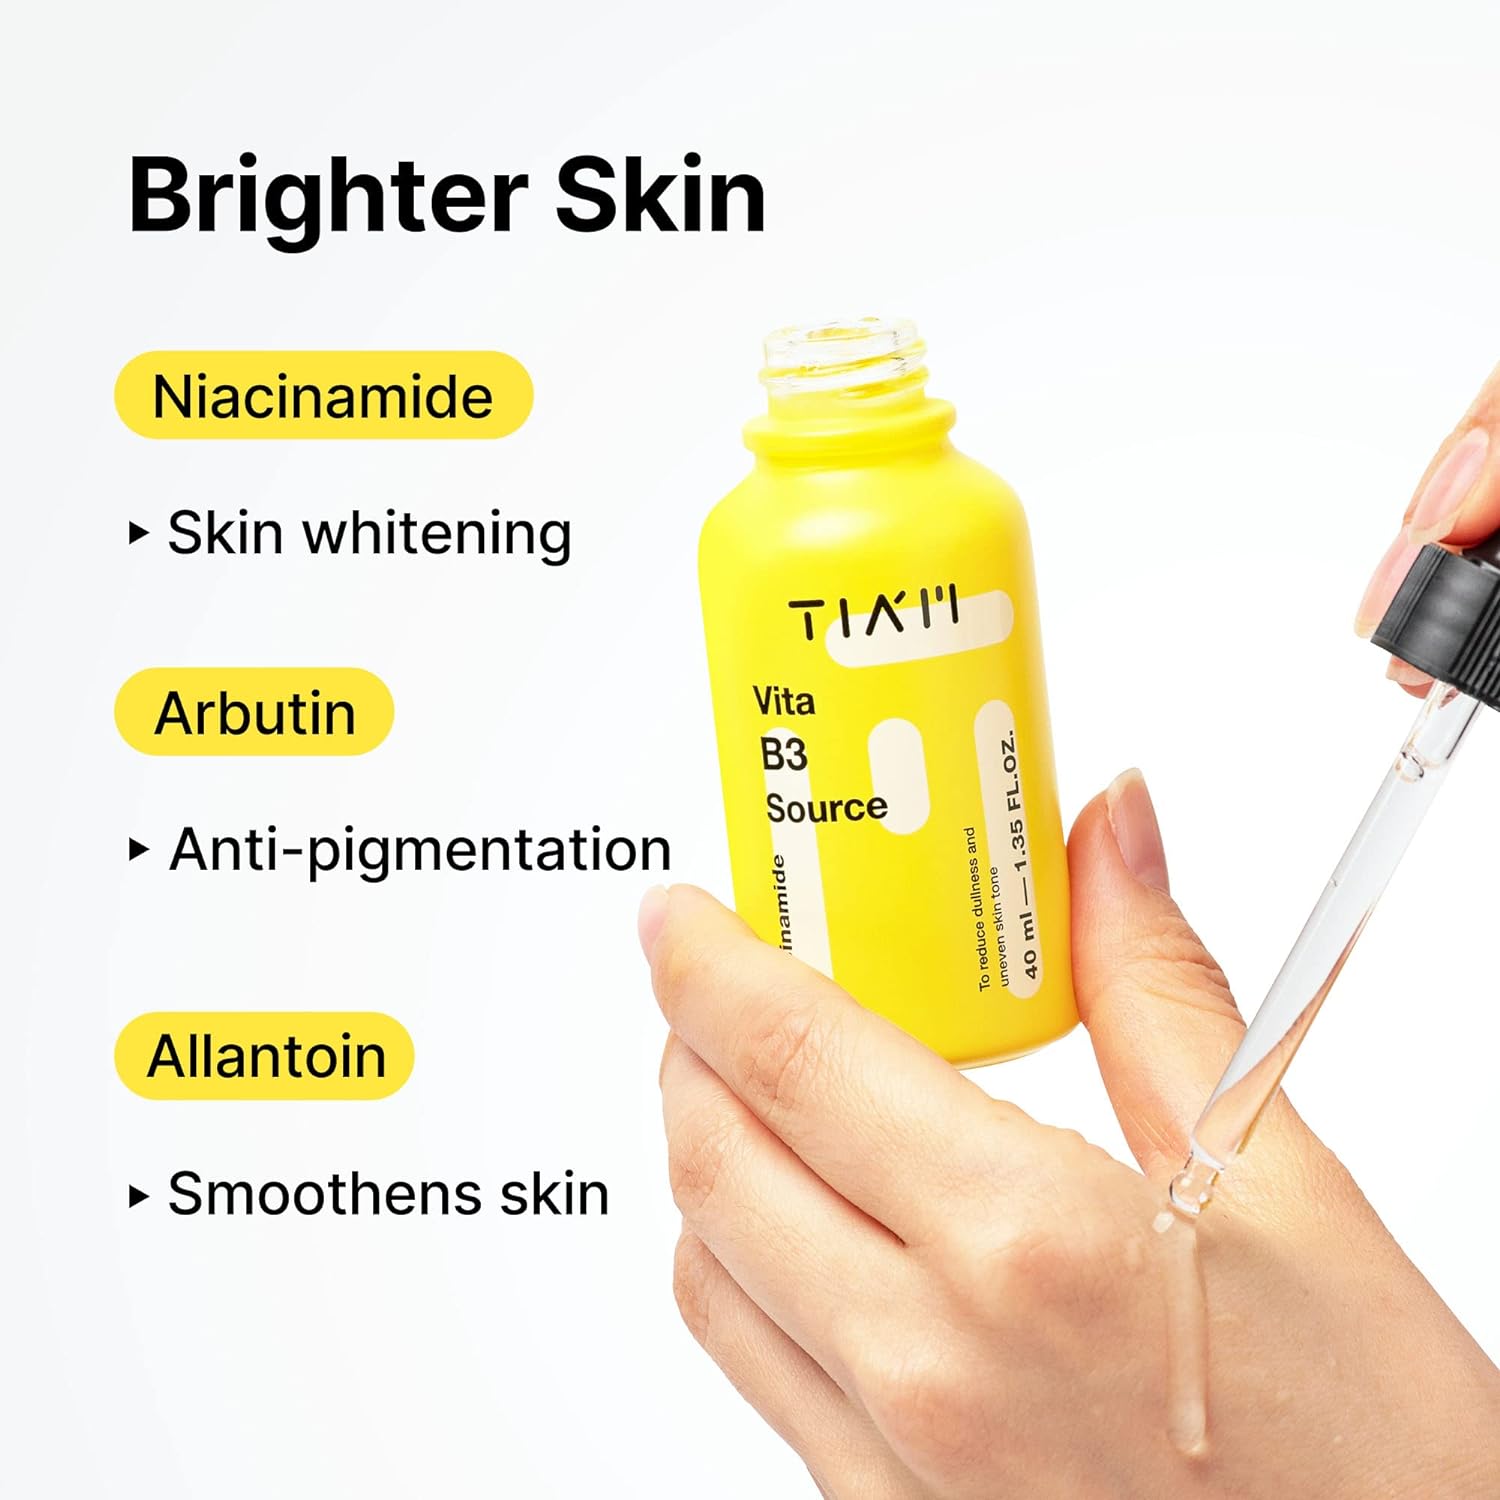 Brighter Skin
Niacinamide
▸ Skin whitening
Arbutin
▸ Anti-pigmentation
Allantoin
▸ Smoothens skin
TIA'M
Vita
B3
Source
To reduce dullness and
uneven skin tone
40 ml — 1.35 FL.OZ.